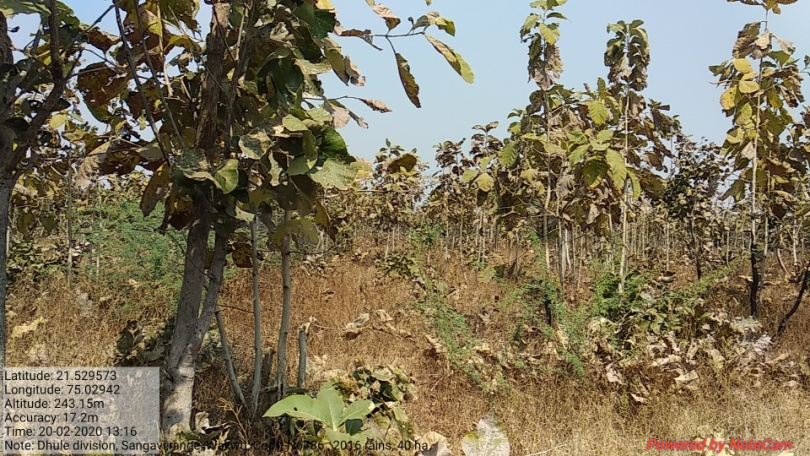 Latitude: 21.529573
Longitude: 75.02942
Altitude: 243.15m
Accuracy: 17.2m
Time: 20-02-2020 13:16
Note: Dhule division, 2016 rains, 40 ha.
Powered by NoteCam